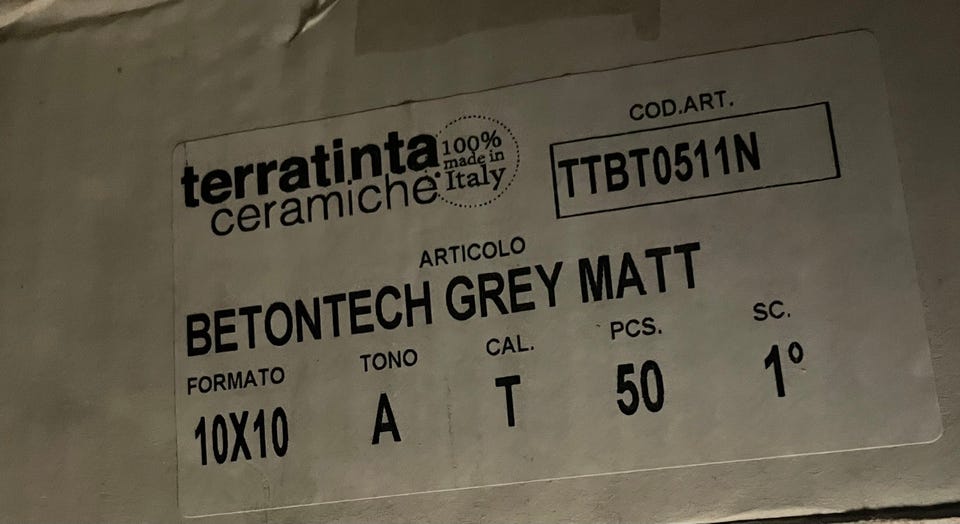 terratinta
ceramiche
100%
made in
Italy
COD.ART.
TTBT0511N
ARTICOLO
BETONTECH GREY MATT
FORMATO TONO CAL. PCS. SC.
10X10 A T 50 1º